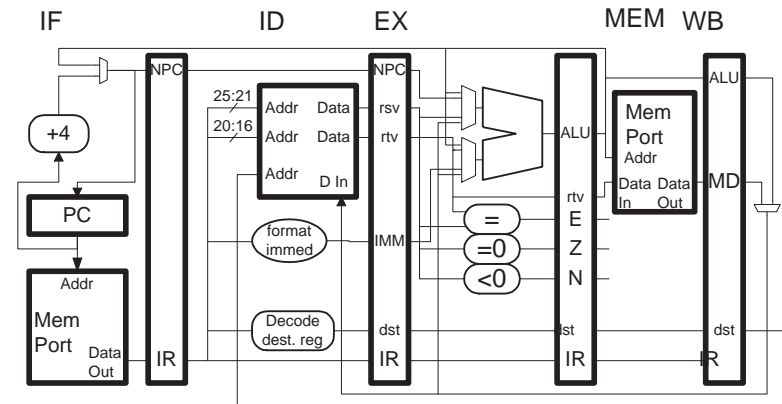 IF
ID
EX
MEM
WB
NPC
25:21
20:16
Addr
Data
Addr
Data
Addr
D In
NPC
rsv
rtv
IMM
dst
IR
+4
PC
Addr
Mem
Port
Data
Out
IR
format
immed
Decode
dest. reg
=
=0
<0
ALU
rtv
E
Z
N
dst
IR
Mem
Port
Addr
Data
In
Data
Out
ALU
MD
dst
IR